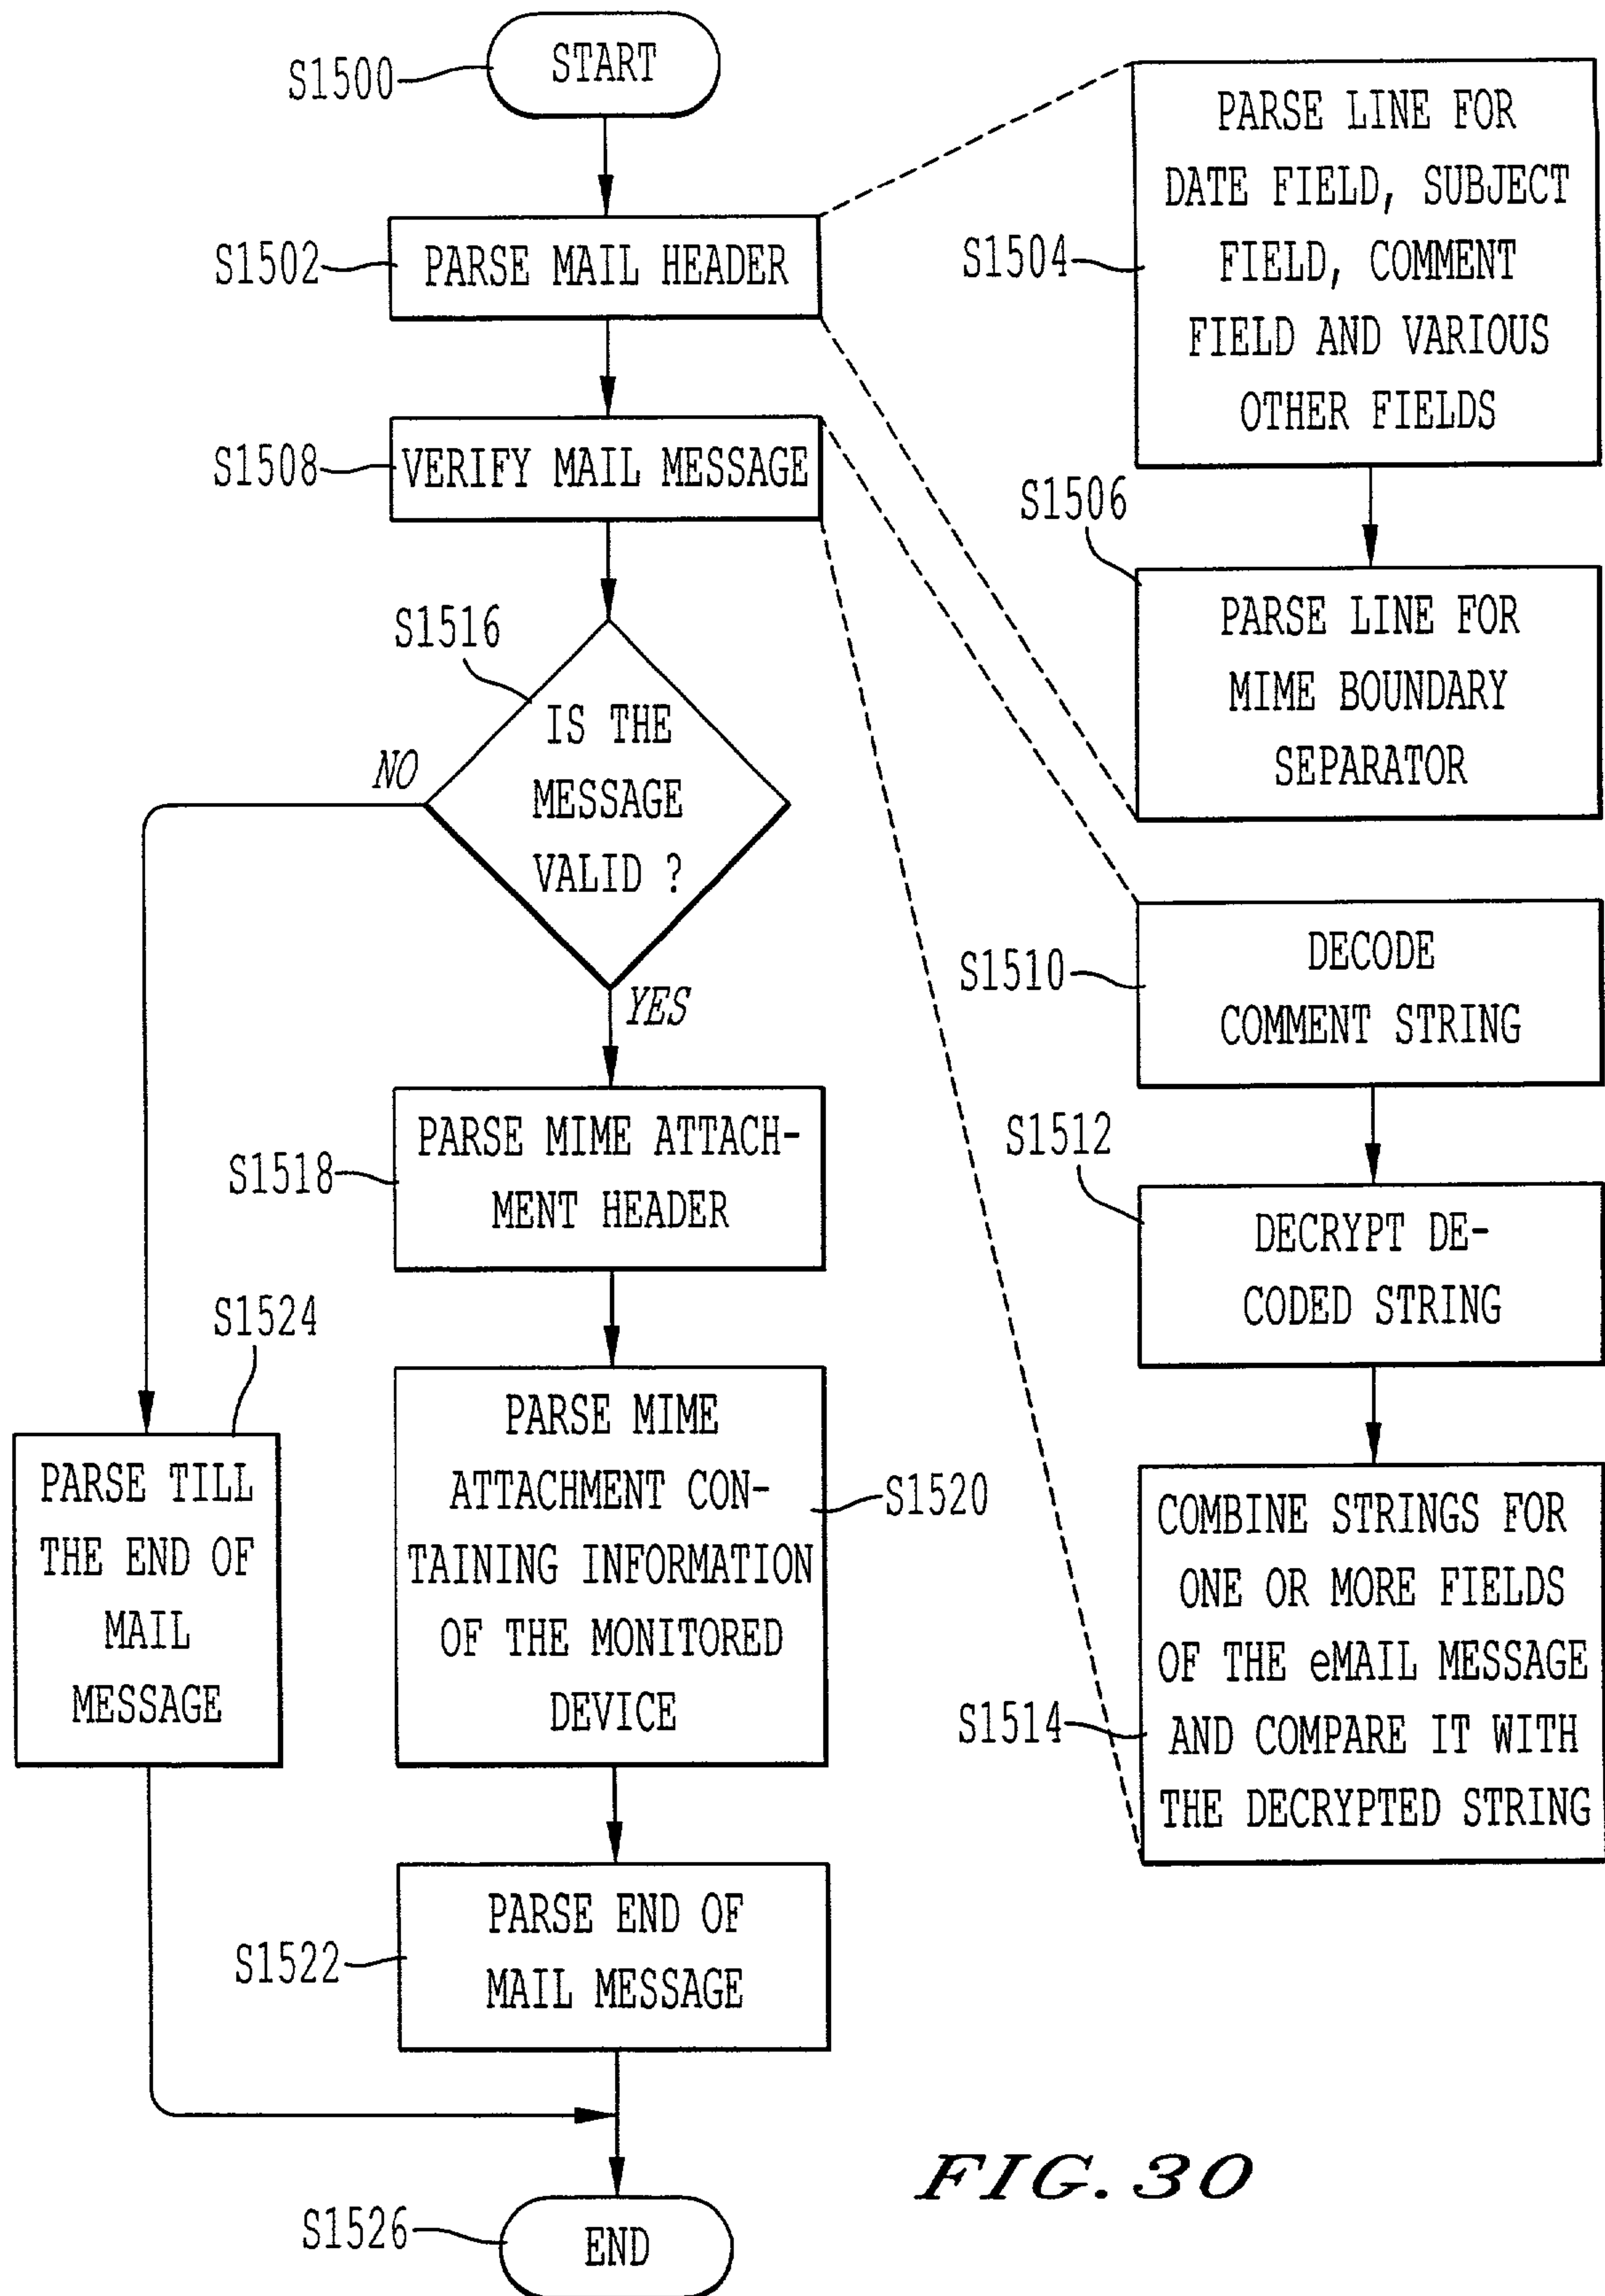 S1500
START
S1502
PARSE MAIL HEADER
S1504
PARSE LINE FOR
DATE FIELD, SUBJECT
FIELD, COMMENT
FIELD AND VARIOUS
OTHER FIELDS
S1506
PARSE LINE FOR
MIME BOUNDARY
SEPARATOR
S1508
VERIFY MAIL MESSAGE
S1510
DECODE
COMMENT STRING
S1512
DECRYPT DE-
CODED STRING
S1514
COMBINE STRINGS FOR
ONE OR MORE FIELDS
OF THE eMAIL MESSAGE
AND COMPARE IT WITH
THE DECRYPTED STRING
S1516
IS THE
MESSAGE
VALID ?
NO
YES
S1518
PARSE MIME ATTACH-
MENT HEADER
S1520
PARSE MIME
ATTACHMENT CON-
TAINING INFORMATION
OF THE MONITORED
DEVICE
S1522
PARSE END OF
MAIL MESSAGE
S1524
PARSE TILL
THE END OF
MAIL
MESSAGE
S1526
END
FIG. 30